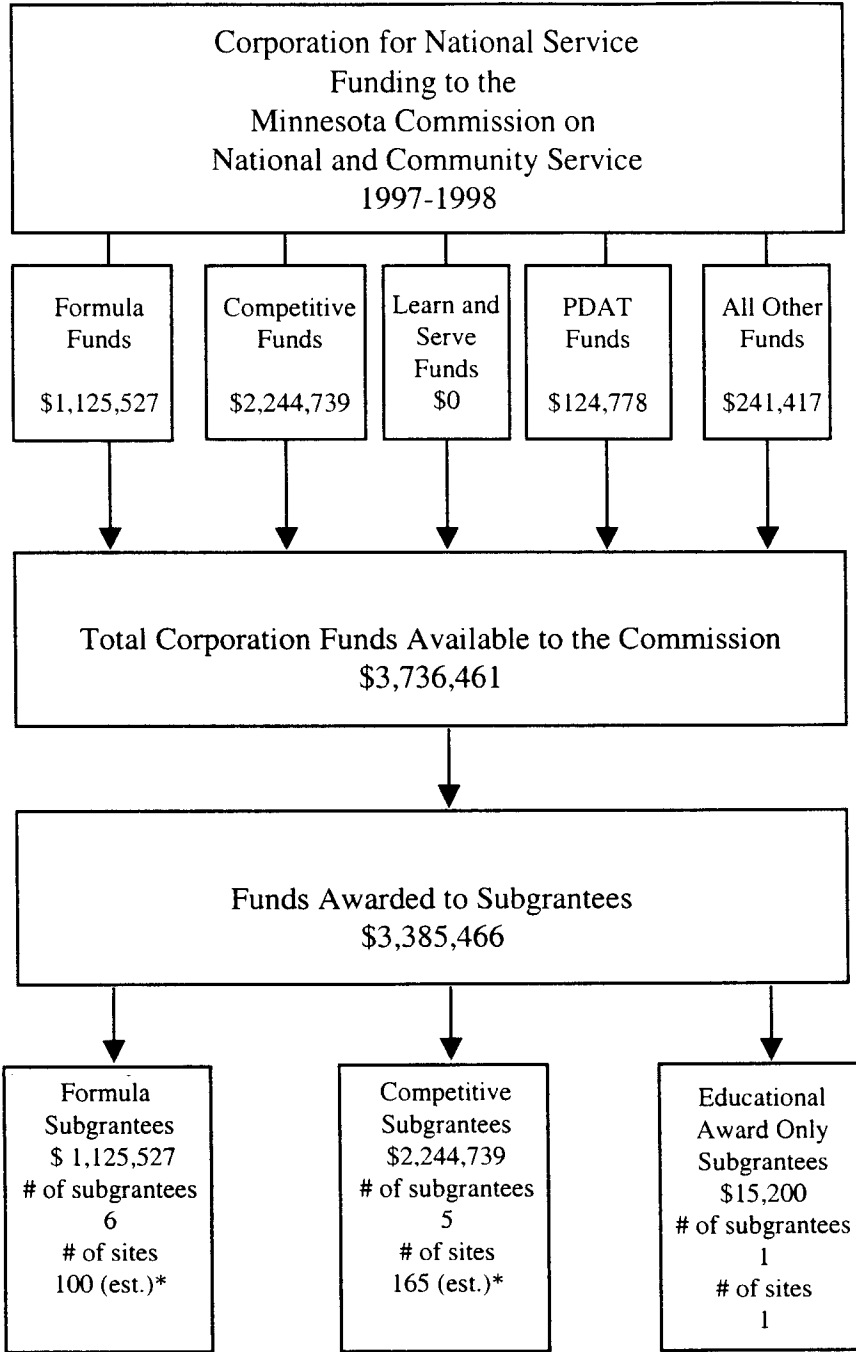 Corporation for National Service
Funding to the
Minnesota Commission on
National and Community Service
1997-1998
Formula
Funds
$1,125,527
Competitive
Funds
$2,244,739
Learn and
Serve
Funds
$0
PDAT
Funds
$124,778
All Other
Funds
$241,417
Total Corporation Funds Available to the Commission
$3,736,461
Funds Awarded to Subgrantees
$3,385,466
Formula
Subgrantees
$ 1,125,527
# of subgrantees
6
# of sites
100 (est.)*
Competitive
Subgrantees
$2,244,739
# of subgrantees
5
# of sites
165 (est.)*
Educational
Award Only
Subgrantees
$15,200
# of subgrantees
1
# of sites
1